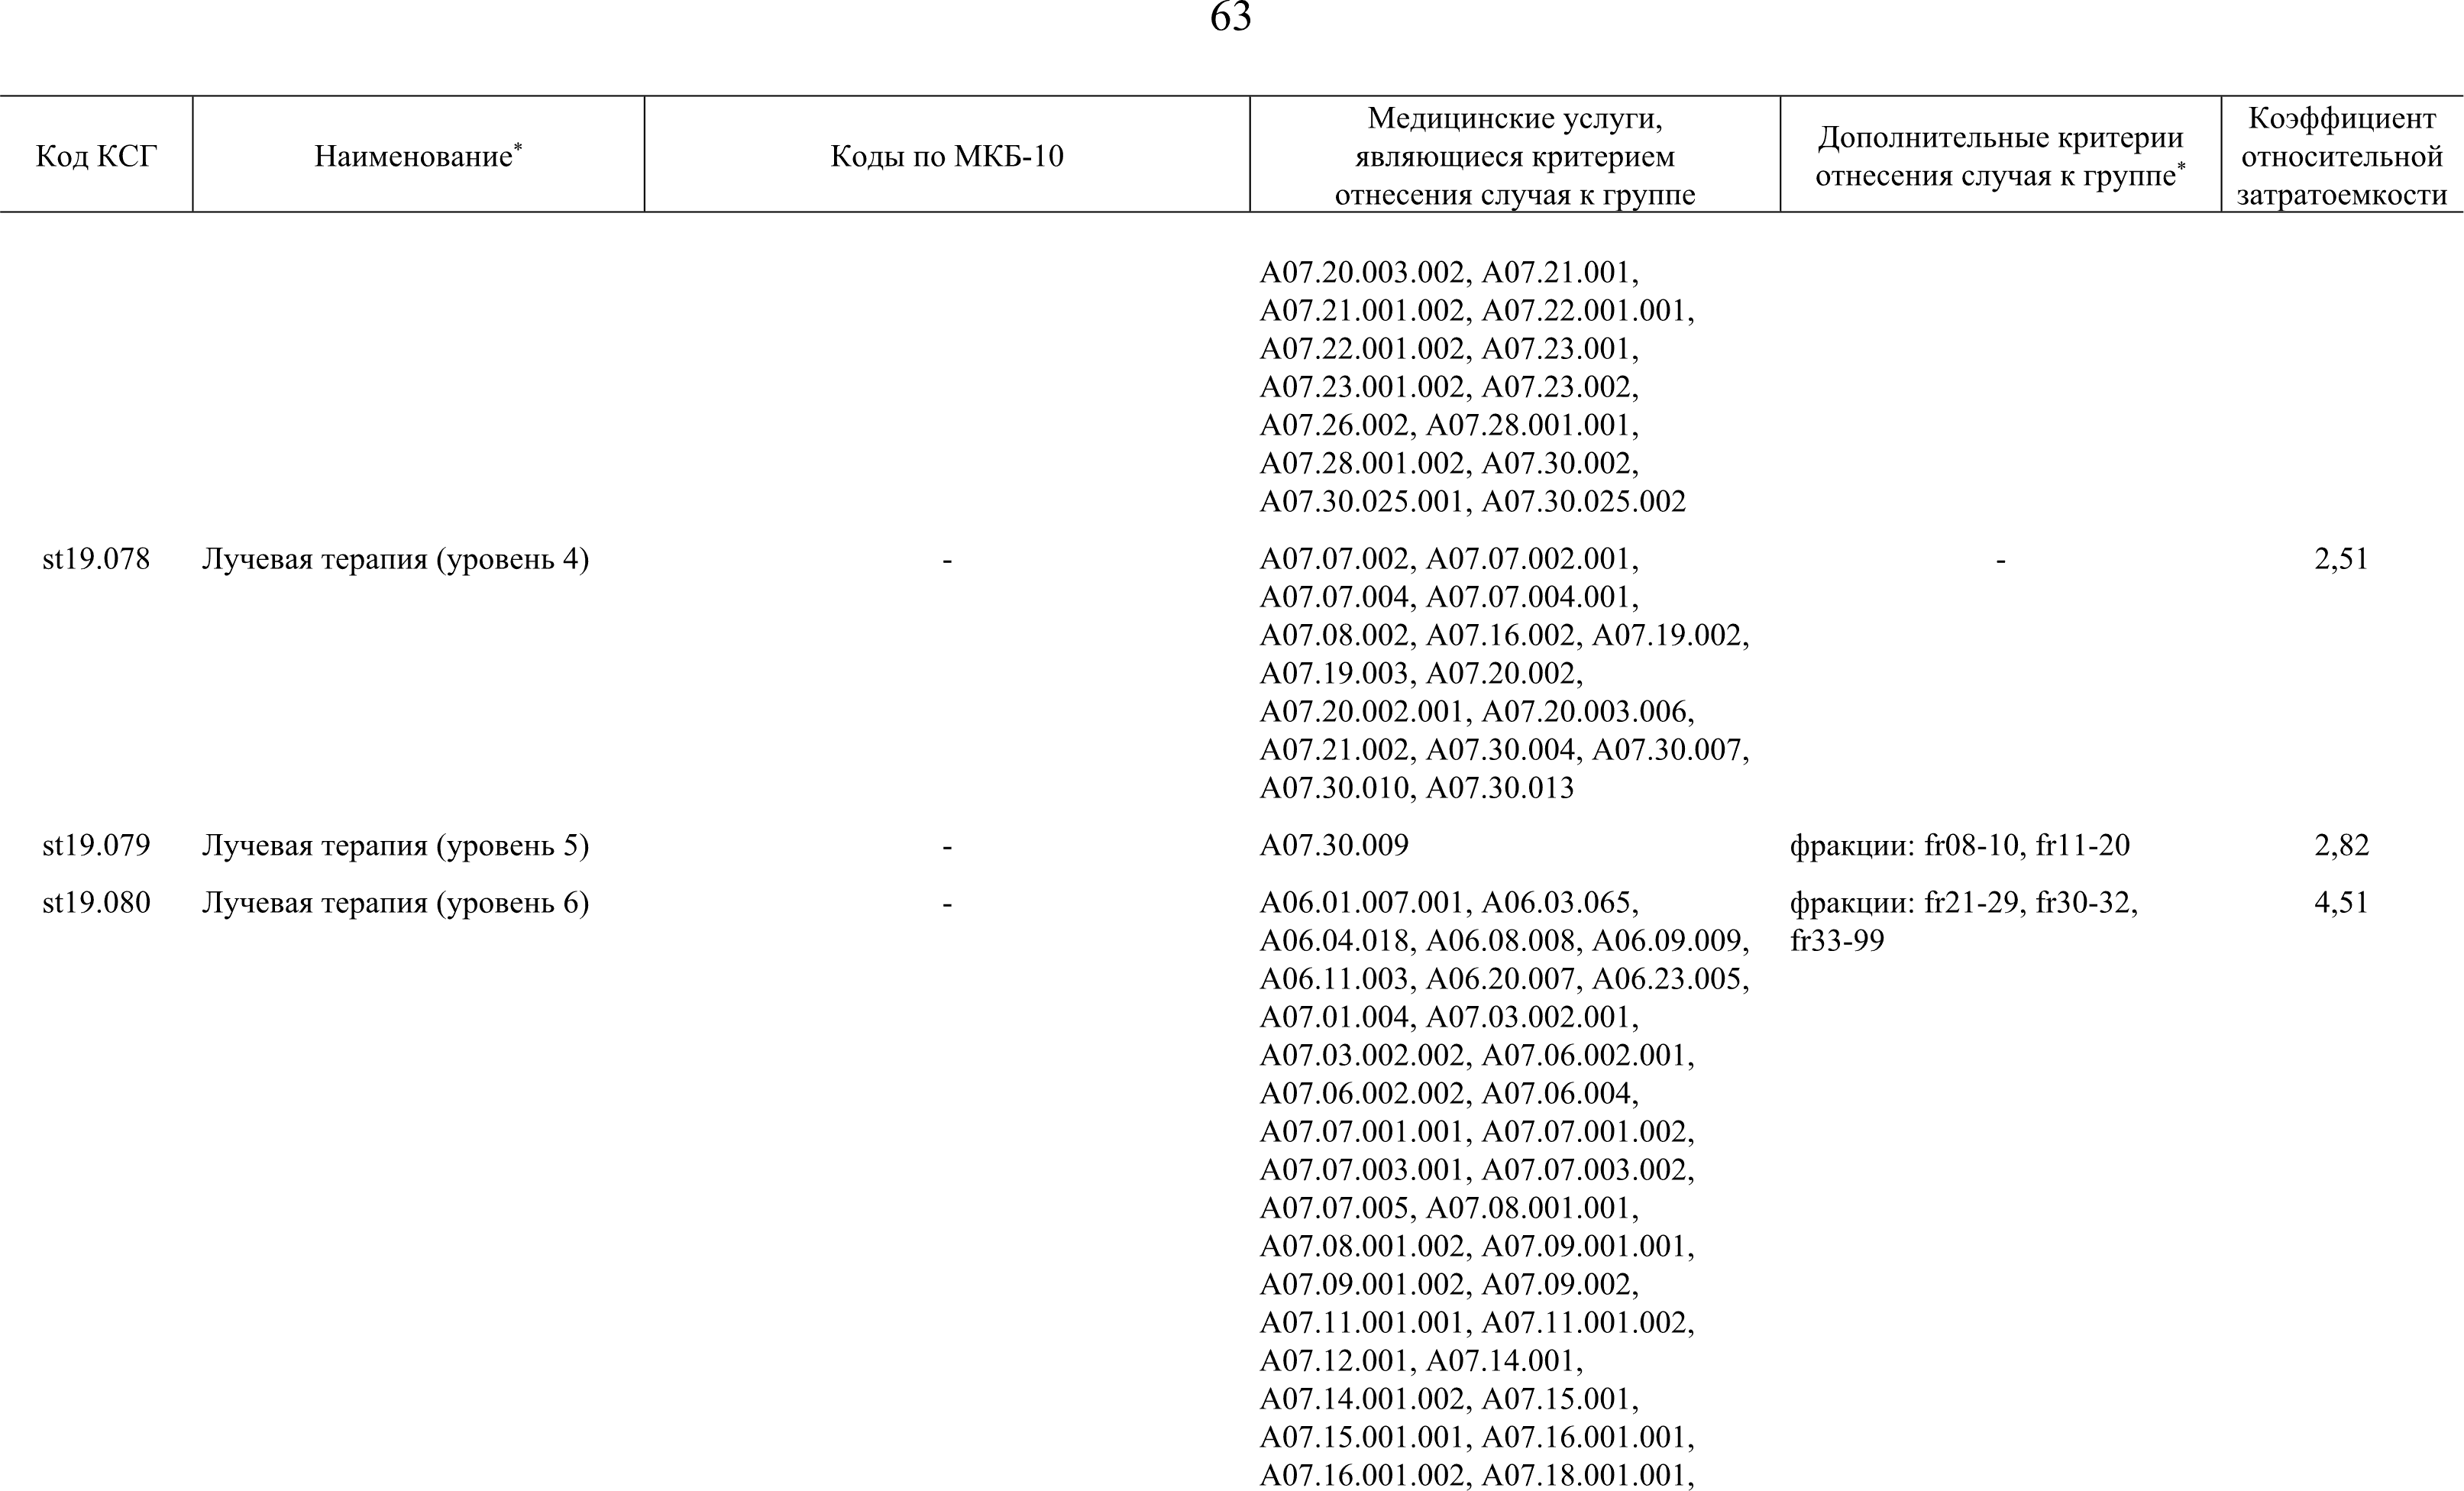 63
Код КСГ
Наименование*
Коды по МКБ-10
Медицинские услуги,
являющиеся критерием
отнесения случая к группе
Дополнительные критерии
отнесения случая к группе*
Коэффициент
относительной
затратоемкости
A07.20.003.002, A07.21.001,
A07.21.001.002, A07.22.001.001,
A07.22.001.002, A07.23.001,
A07.23.001.002, A07.23.002,
A07.26.002, A07.28.001.001,
A07.28.001.002, A07.30.002,
A07.30.025.001, A07.30.025.002
st19.078 Лучевая терапия (уровень 4) - A07.07.002, A07.07.002.001, - 2,51
A07.07.004, A07.07.004.001,
A07.08.002, A07.16.002, A07.19.002,
A07.19.003, A07.20.002,
A07.20.002.001, A07.20.003.006,
A07.21.002, A07.30.004, A07.30.007,
A07.30.010, A07.30.013
st19.079 Лучевая терапия (уровень 5) - A07.30.009 фракции: fr08-10, fr11-20 2,82
st19.080 Лучевая терапия (уровень 6) - A06.01.007.001, A06.03.065, фракции: fr21-29, fr30-32, 4,51
A06.04.018, A06.08.008, A06.09.009, fr33-99
A06.11.003, A06.20.007, A06.23.005,
A07.01.004, A07.03.002.001,
A07.03.002.002, A07.06.002.001,
A07.06.002.002, A07.06.004,
A07.07.001.001, A07.07.001.002,
A07.07.003.001, A07.07.003.002,
A07.07.005, A07.08.001.001,
A07.08.001.002, A07.09.001.001,
A07.09.001.002, A07.09.002,
A07.11.001.001, A07.11.001.002,
A07.12.001, A07.14.001,
A07.14.001.002, A07.15.001,
A07.15.001.001, A07.16.001.001,
A07.16.001.002, A07.18.001.001,